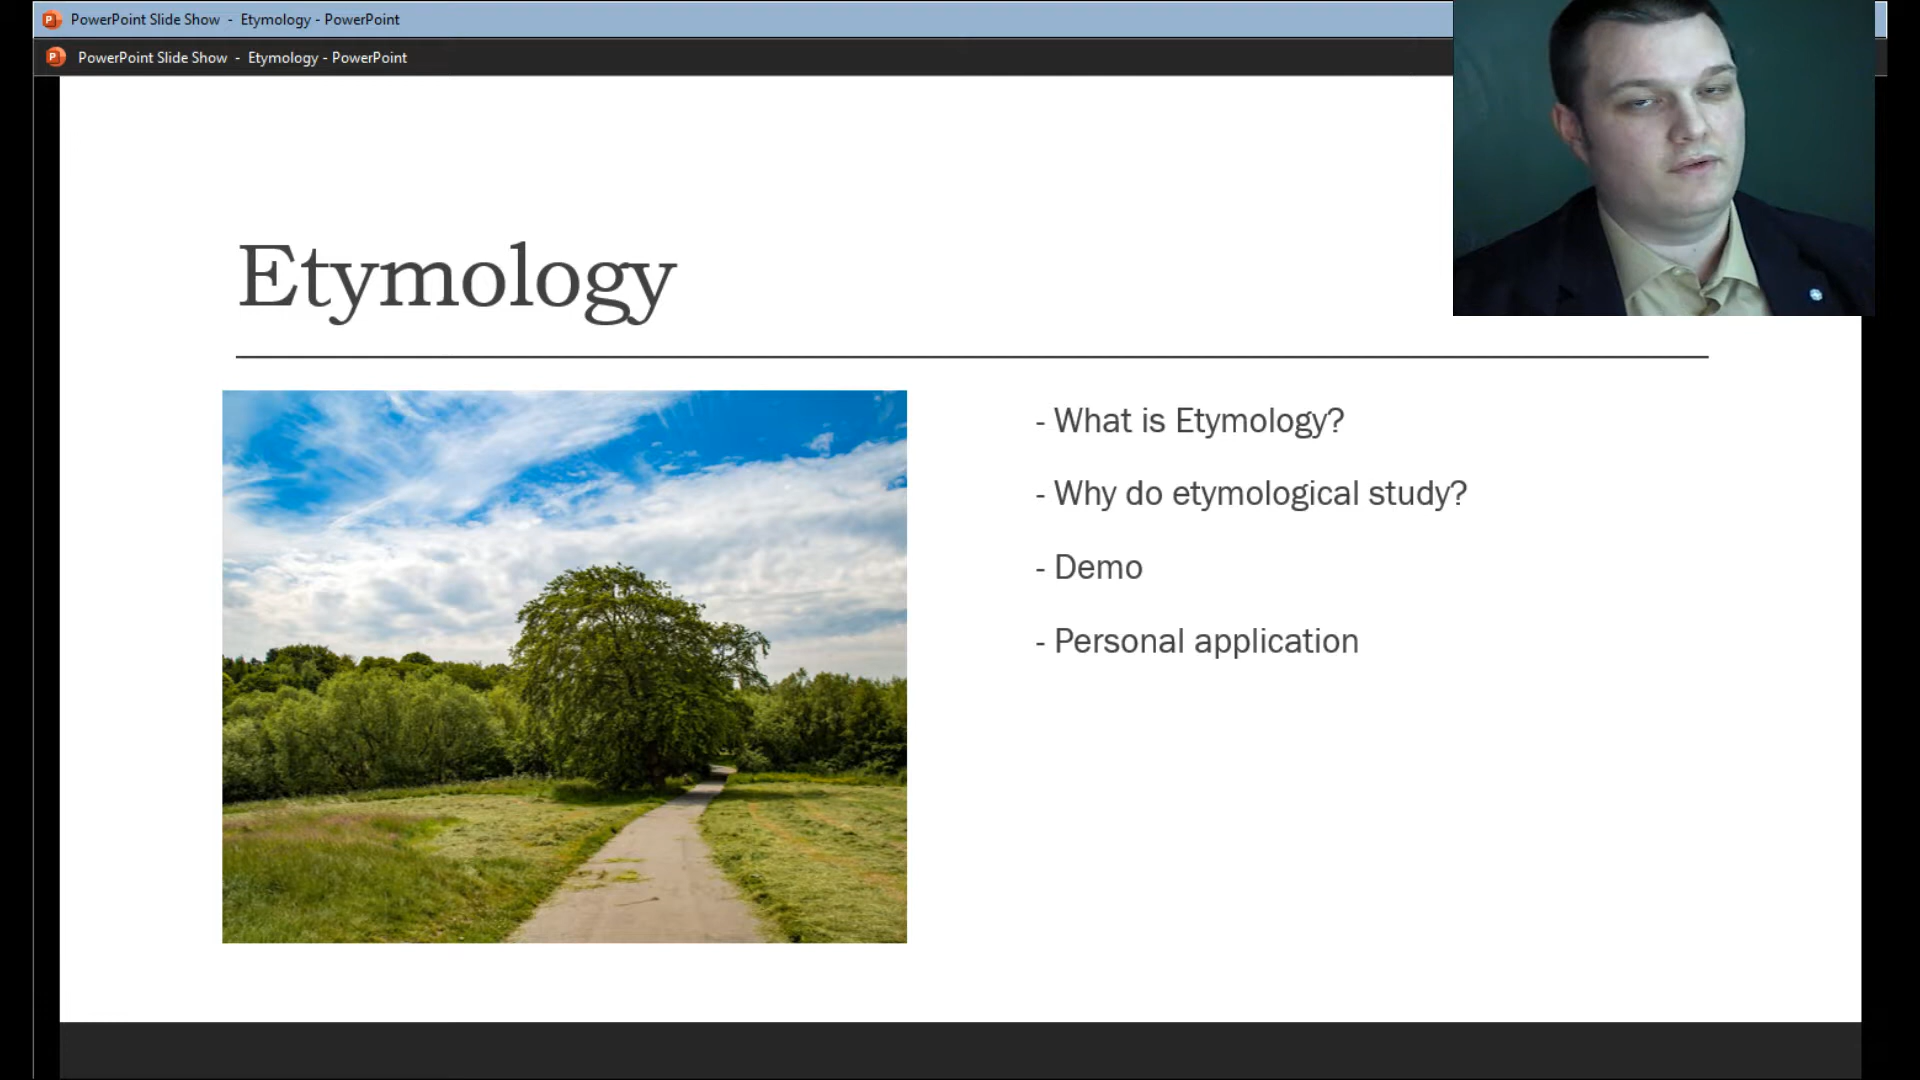 PowerPoint Slide Show - Etymology - PowerPoint
PowerPoint Slide Show - Etymology - PowerPoint
Etymology
- What is Etymology?
- Why do etymological study?
- Demo
- Personal application